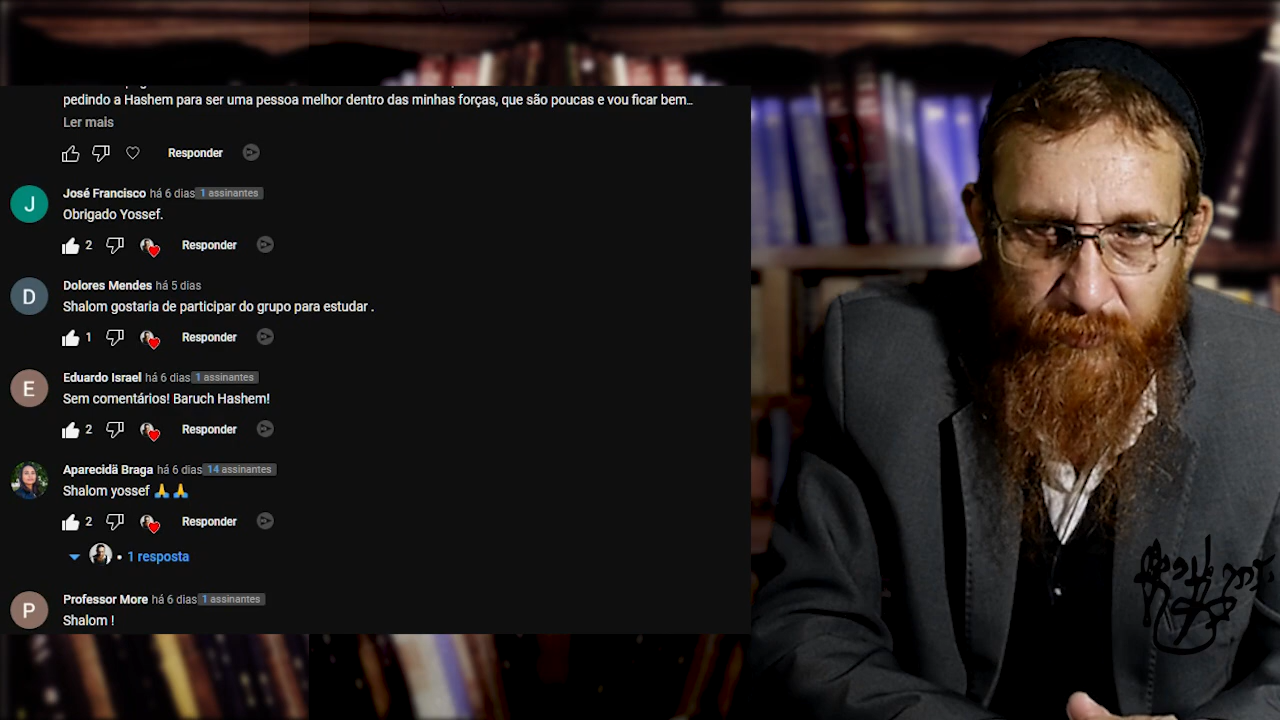 pedindo a Hashem para ser uma pessoa melhor dentro das minhas forças, que são poucas e vou ficar bem...
Ler mais
Responder
José Francisco há 6 dias 1 assinantes
Obrigado Yossef.
2 Responder
Dolores Mendes há 5 dias
Shalom gostaria de participar do grupo para estudar .
1 Responder
Eduardo Israel há 6 dias 1 assinantes
Sem comentários! Baruch Hashem!
2 Responder
Aparecidä Braga há 6 dias 14 assinantes
Shalom yossef 🙏 🙏
2 Responder
• 1 resposta
Professor More há 6 dias 1 assinantes
Shalom !
J
D
E
P